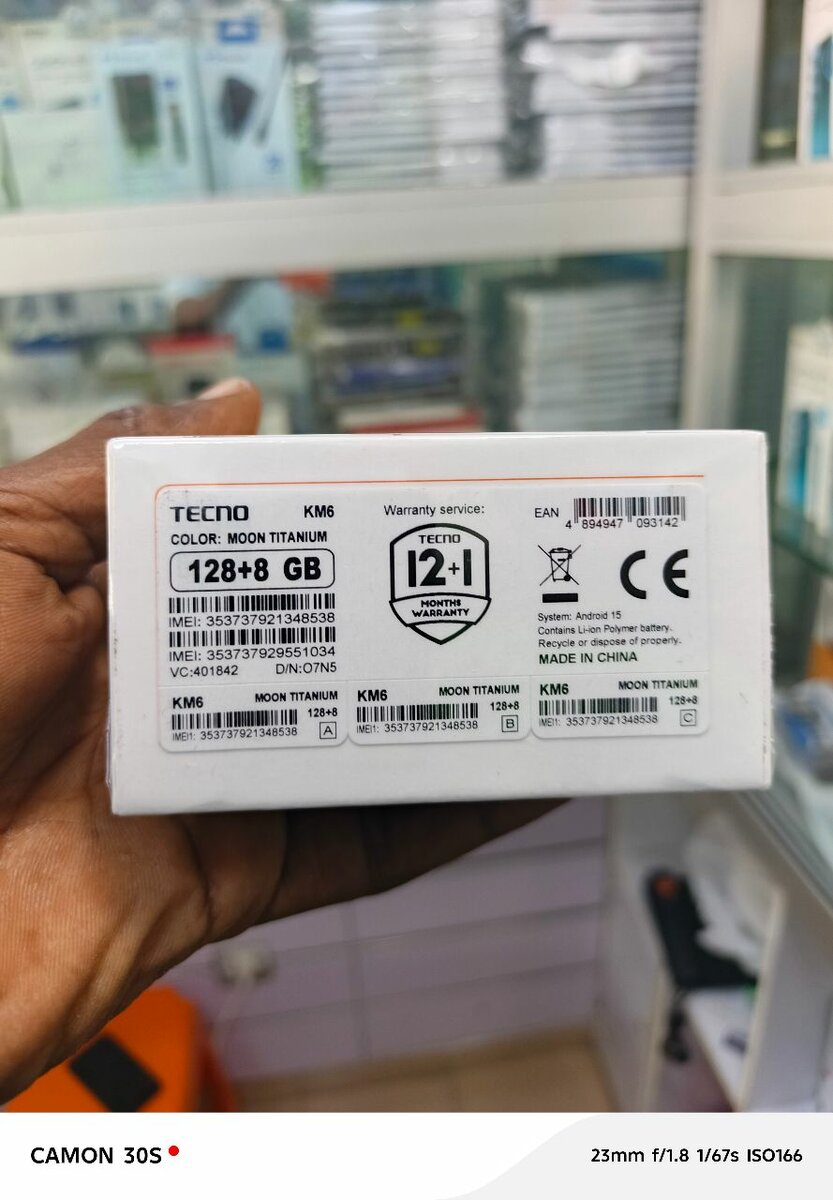 TECNO KM6
COLOR: MOON TITANIUM
128+8 GB
IMEI: 353737921348538
IMEI: 353737929551034
VC:401842 D/N:O7N5
Warranty service:
TECNO
12+1
MONTHS
WARRANTY
EAN
4 894947 093142
CE
System: Android 15
Contains Li-ion Polymer battery.
Recycle or dispose of properly.
MADE IN CHINA
KM6 MOON TITANIUM
128+8
IMEI1: 353737921348538 A
KM6 MOON TITANIUM
128+8
IMEI1: 353737921348538 B
KM6 MOON TITANIUM
128+8
IMEI1: 353737921348538 C
CAMON 30S
23mm f/1.8 1/67s ISO166